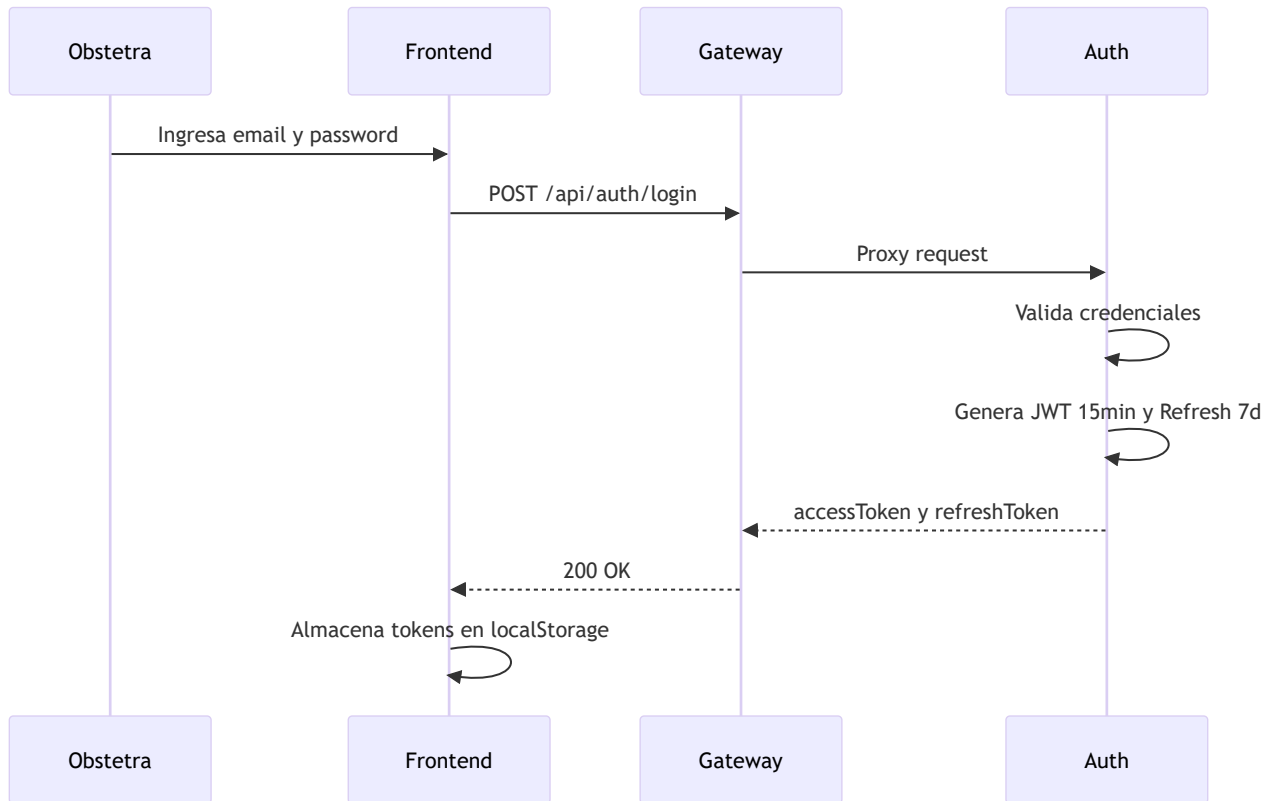 Obstetra
Frontend
Gateway
Auth
Ingresa email y password
POST /api/auth/login
Proxy request
Valida credenciales
Genera JWT 15min y Refresh 7d
accessToken y refreshToken
200 OK
Almacena tokens en localStorage
Obstetra
Frontend
Gateway
Auth